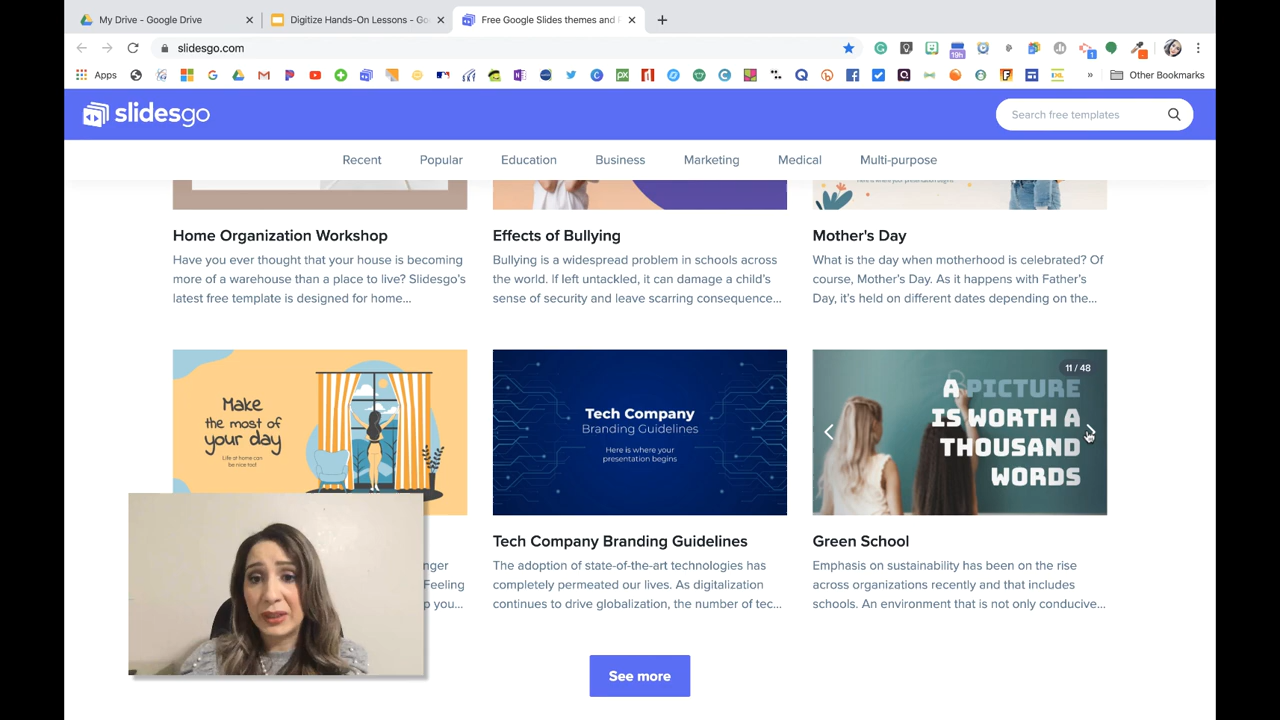 My Drive - Google Drive
Digitize Hands-On Lessons - Go
Free Google Slides themes and
slidesgo.com
19h
1
Apps
Other Bookmarks
slidesgo
Search free templates
Recent
Popular
Education
Business
Marketing
Medical
Multi-purpose
Home Organization Workshop
Have you ever thought that your house is becoming
more of a warehouse than a place to live? Slidesgo's
latest free template is designed for home...
Effects of Bullying
Bullying is a widespread problem in schools across
the world. If left untackled, it can damage a child's
sense of security and leave scarring consequence...
Mother's Day
What is the day when motherhood is celebrated? Of
course, Mother's Day. As it happens with Father's
Day, it's held on different dates depending on the...
Make
the most of
your day
Life at home can
be nice too!
Tech Company
Branding Guidelines
Here is where your
presentation begins
11 / 48
A PICTURE
IS WORTH A
THOUSAND
WORDS
nger
Feeling
p you...
Tech Company Branding Guidelines
The adoption of state-of-the-art technologies has
completely permeated our lives. As digitalization
continues to drive globalization, the number of tec...
Green School
Emphasis on sustainability has been on the rise
across organizations recently and that includes
schools. An environment that is not only conducive...
See more